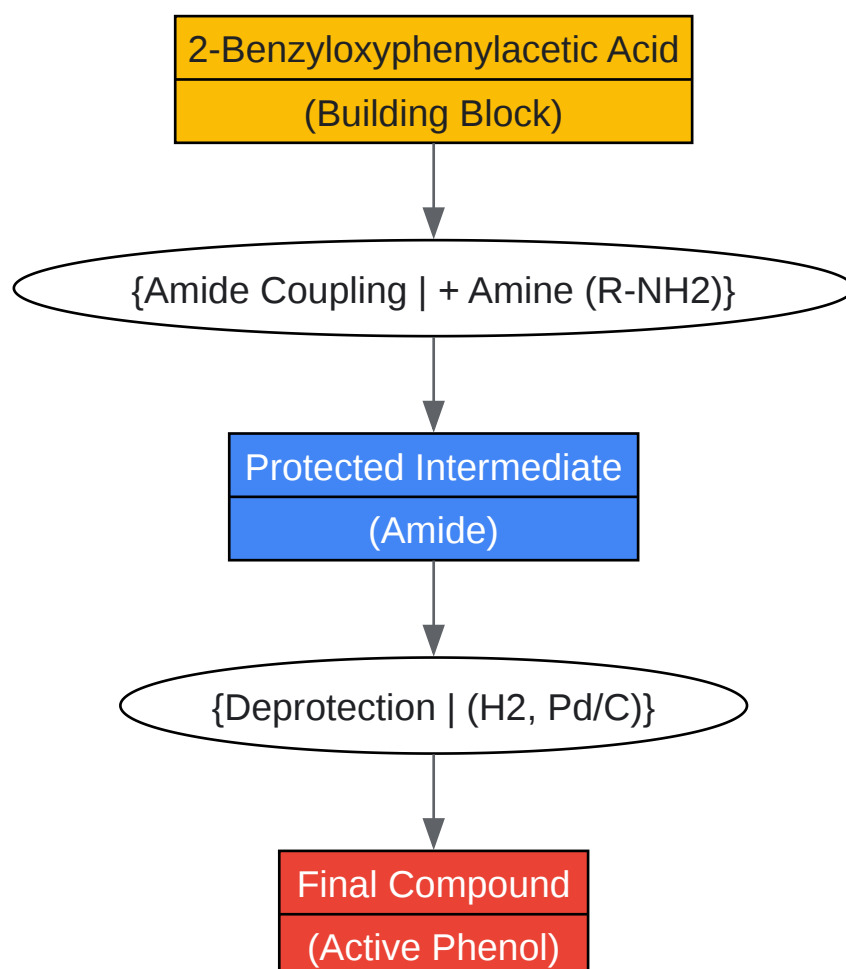 2-Benzyloxyphenylacetic Acid
(Building Block)
{Amide Coupling | + Amine (R-NH2)}
Protected Intermediate
(Amide)
{Deprotection | (H2, Pd/C)}
Final Compound
(Active Phenol)